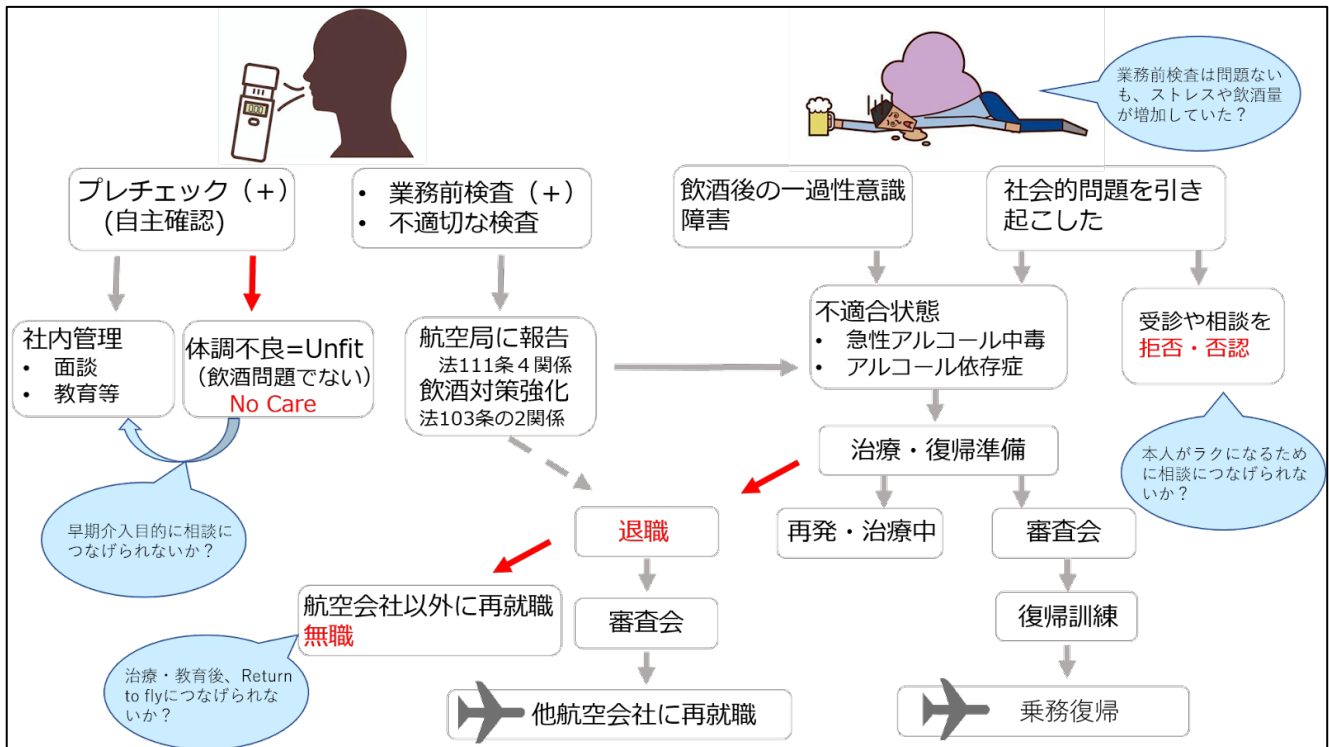 業務前検査は問題ない
も、ストレスや飲酒量
が増加していた？
プレチェック（+）
(自主確認)
• 業務前検査（+）
• 不適切な検査
飲酒後の一過性意識
障害
社会的問題を引き
起こした
社内管理
• 面談
• 教育等
体調不良=Unfit
（飲酒問題でない）
No Care
航空局に報告
法111条４関係
飲酒対策強化
法103条の2関係
不適合状態
• 急性アルコール中毒
• アルコール依存症
受診や相談を
拒否・否認
早期介入目的に相談に
つなげられないか？
治療・復帰準備
本人がラクになるため
に相談につなげられな
いか？
退職
再発・治療中
審査会
航空会社以外に再就職
無職
審査会
復帰訓練
治療・教育後、Return
to flyにつなげられな
いか？
他航空会社に再就職
乗務復帰